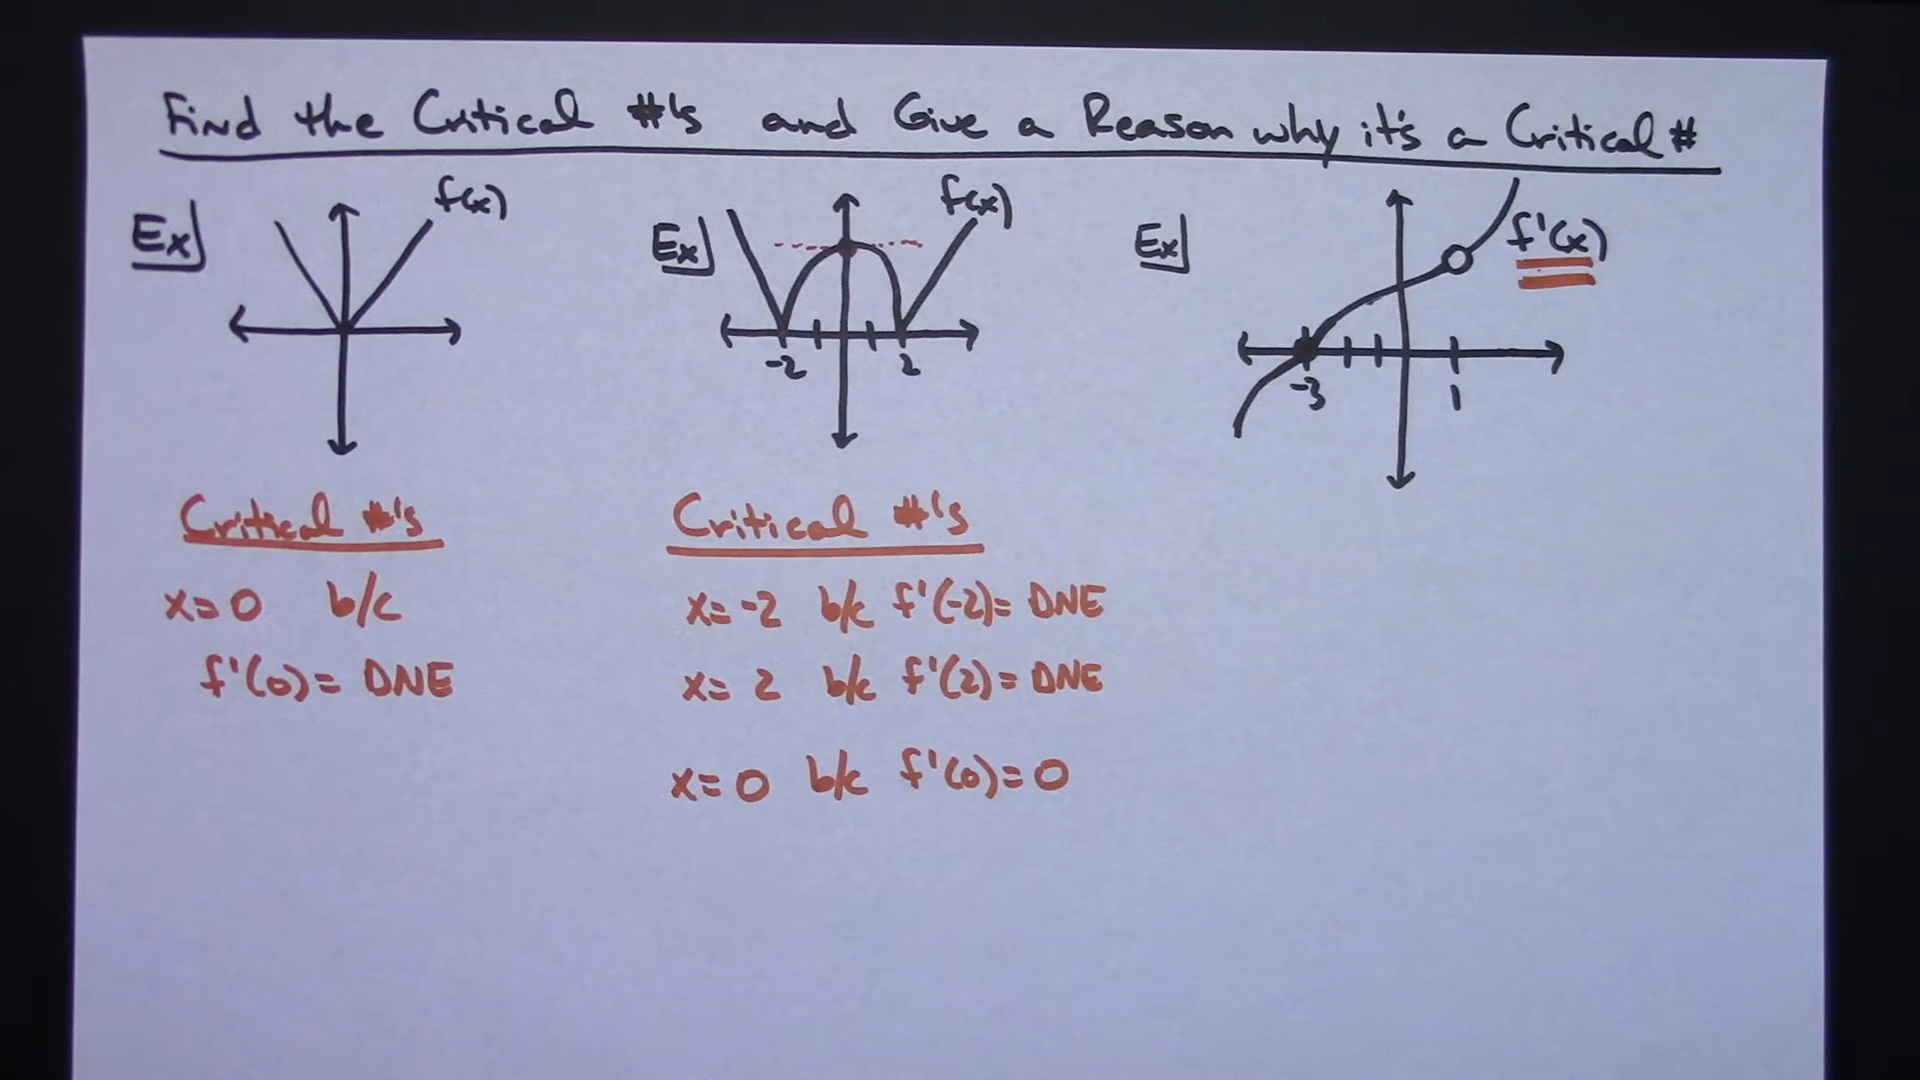 Find the Critical #'s and Give a Reason why it's a Critical #
Ex
f(x)
Ex
f(x)
-2
2
Ex
f'(x)
-3
1
Critical #'s
x=0 b/c
f'(0)= DNE
Critical #'s
x=-2 b/c f'(-2)= DNE
x= 2 b/c f'(2)= DNE
x=0 b/c f'(0)=0